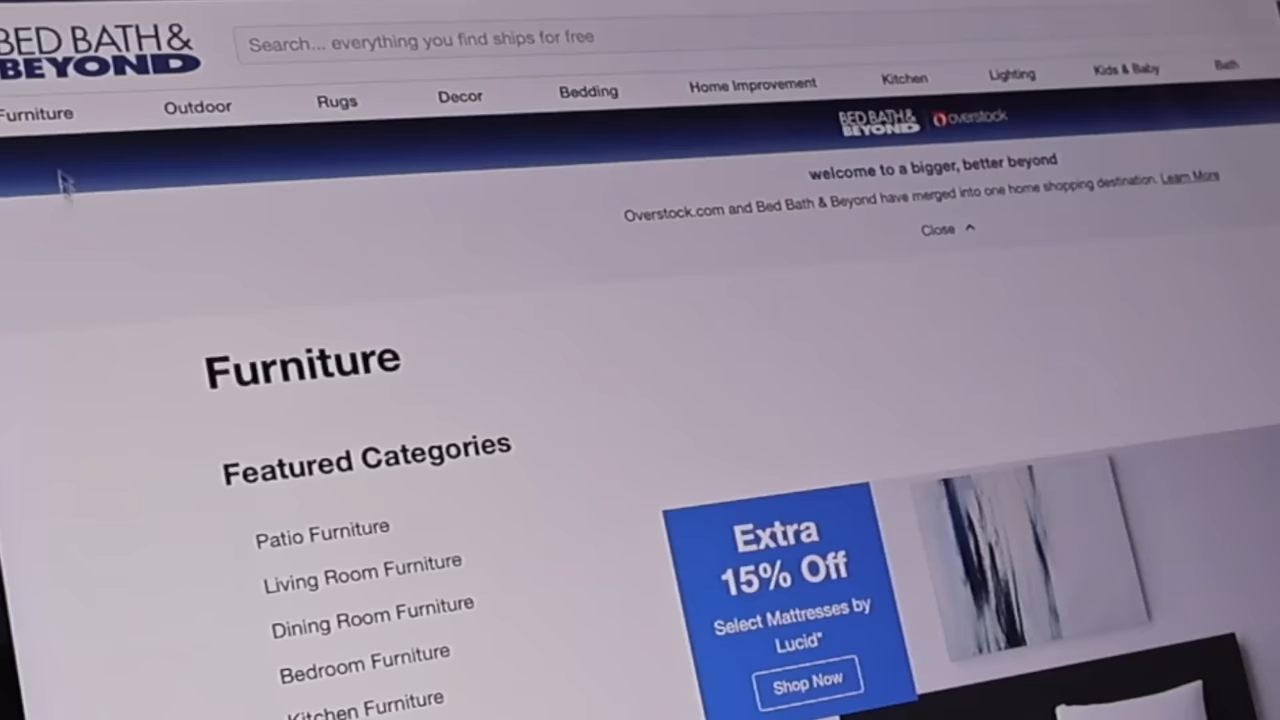 BED BATH &
BEYOND
Search... everything you find ships for free
Furniture Outdoor Rugs Decor Bedding Home Improvement Kitchen Lighting Kids & Baby Bath
BED BATH &
BEYOND
overstock
welcome to a bigger, better beyond
Overstock.com and Bed Bath & Beyond have merged into one home shopping destination. Learn More
Close
Furniture
Featured Categories
Patio Furniture
Living Room Furniture
Dining Room Furniture
Bedroom Furniture
Kitchen Furniture
Extra
15% Off
Select Mattresses by
Lucid*
Shop Now